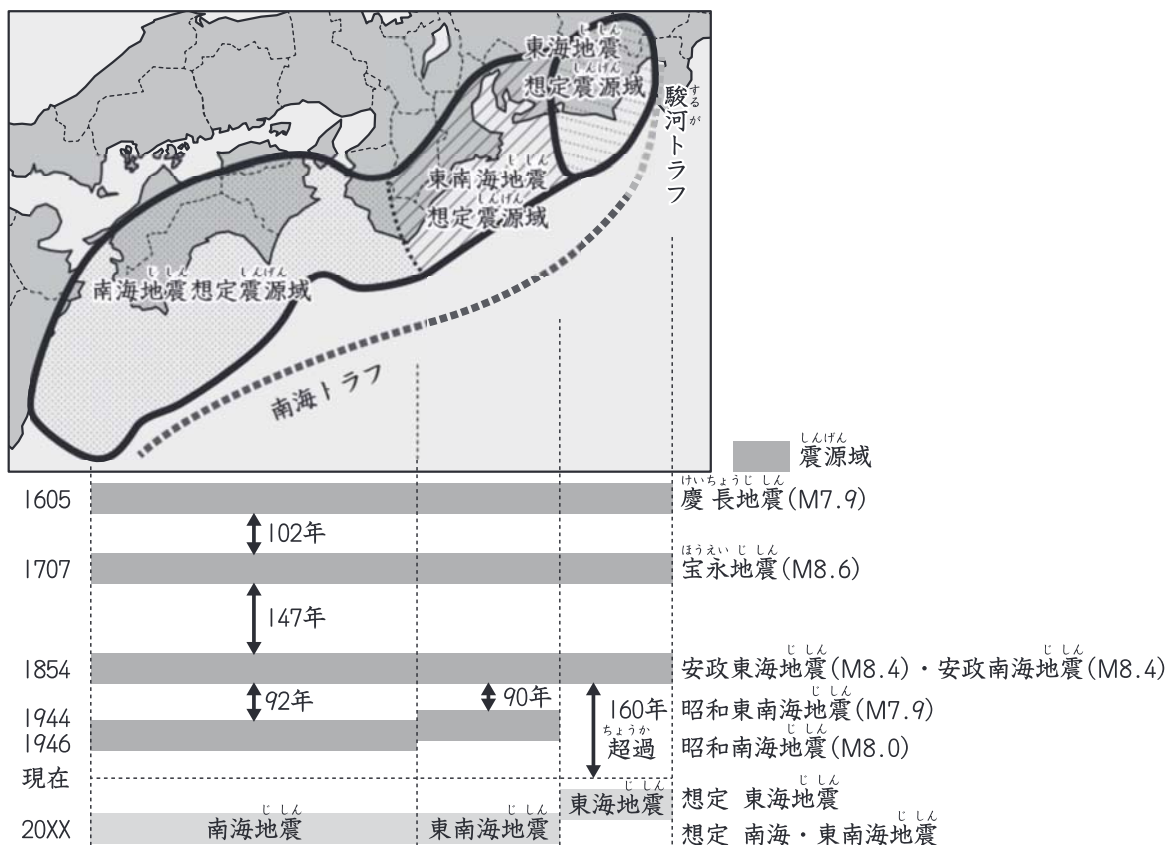 東海地震
想定震源域
駿河トラフ
東南海地震
想定震源域
南海地震想定震源域
南海トラフ
震源域
1605
慶長地震(M7.9)
102年
1707
宝永地震(M8.6)
147年
1854
安政東海地震(M8.4)・安政南海地震(M8.4)
92年
90年
160年
超過
1944
昭和東南海地震(M7.9)
1946
昭和南海地震(M8.0)
現在
東海地震
想定 東海地震
20XX
南海地震
東南海地震
想定 南海・東南海地震